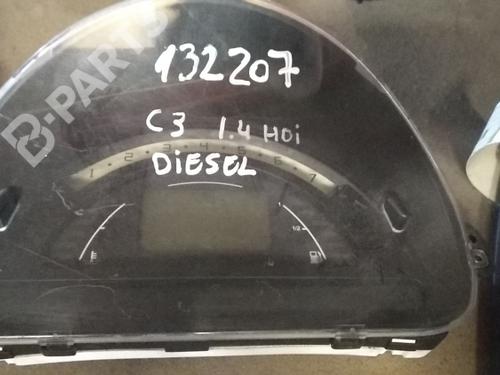 B-PARTS
132207
C3 1.4 HDi
1 2 3 4 5 6 7
DiESEL
1/2